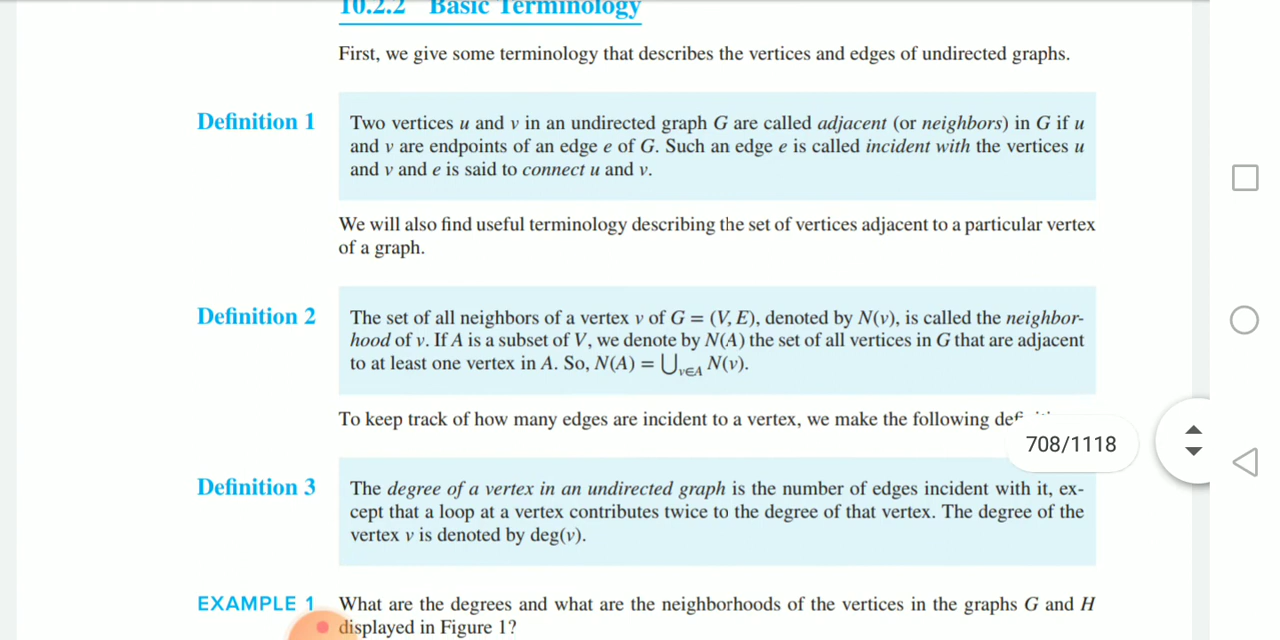 10.2.2 Basic Terminology
First, we give some terminology that describes the vertices and edges of undirected graphs.
Definition 1
Two vertices u and v in an undirected graph G are called adjacent (or neighbors) in G if u
and v are endpoints of an edge e of G. Such an edge e is called incident with the vertices u
and v and e is said to connect u and v.
We will also find useful terminology describing the set of vertices adjacent to a particular vertex
of a graph.
Definition 2
The set of all neighbors of a vertex v of G = (V, E), denoted by N(v), is called the neighbor-
hood of v. If A is a subset of V, we denote by N(A) the set of all vertices in G that are adjacent
to at least one vertex in A. So, N(A) = ⋃v∈A N(v).
To keep track of how many edges are incident to a vertex, we make the following
708/1118
Definition 3
The degree of a vertex in an undirected graph is the number of edges incident with it, ex-
cept that a loop at a vertex contributes twice to the degree of that vertex. The degree of the
vertex v is denoted by deg(v).
EXAMPLE 1
What are the degrees and what are the neighborhoods of the vertices in the graphs G and H
displayed in Figure 1?